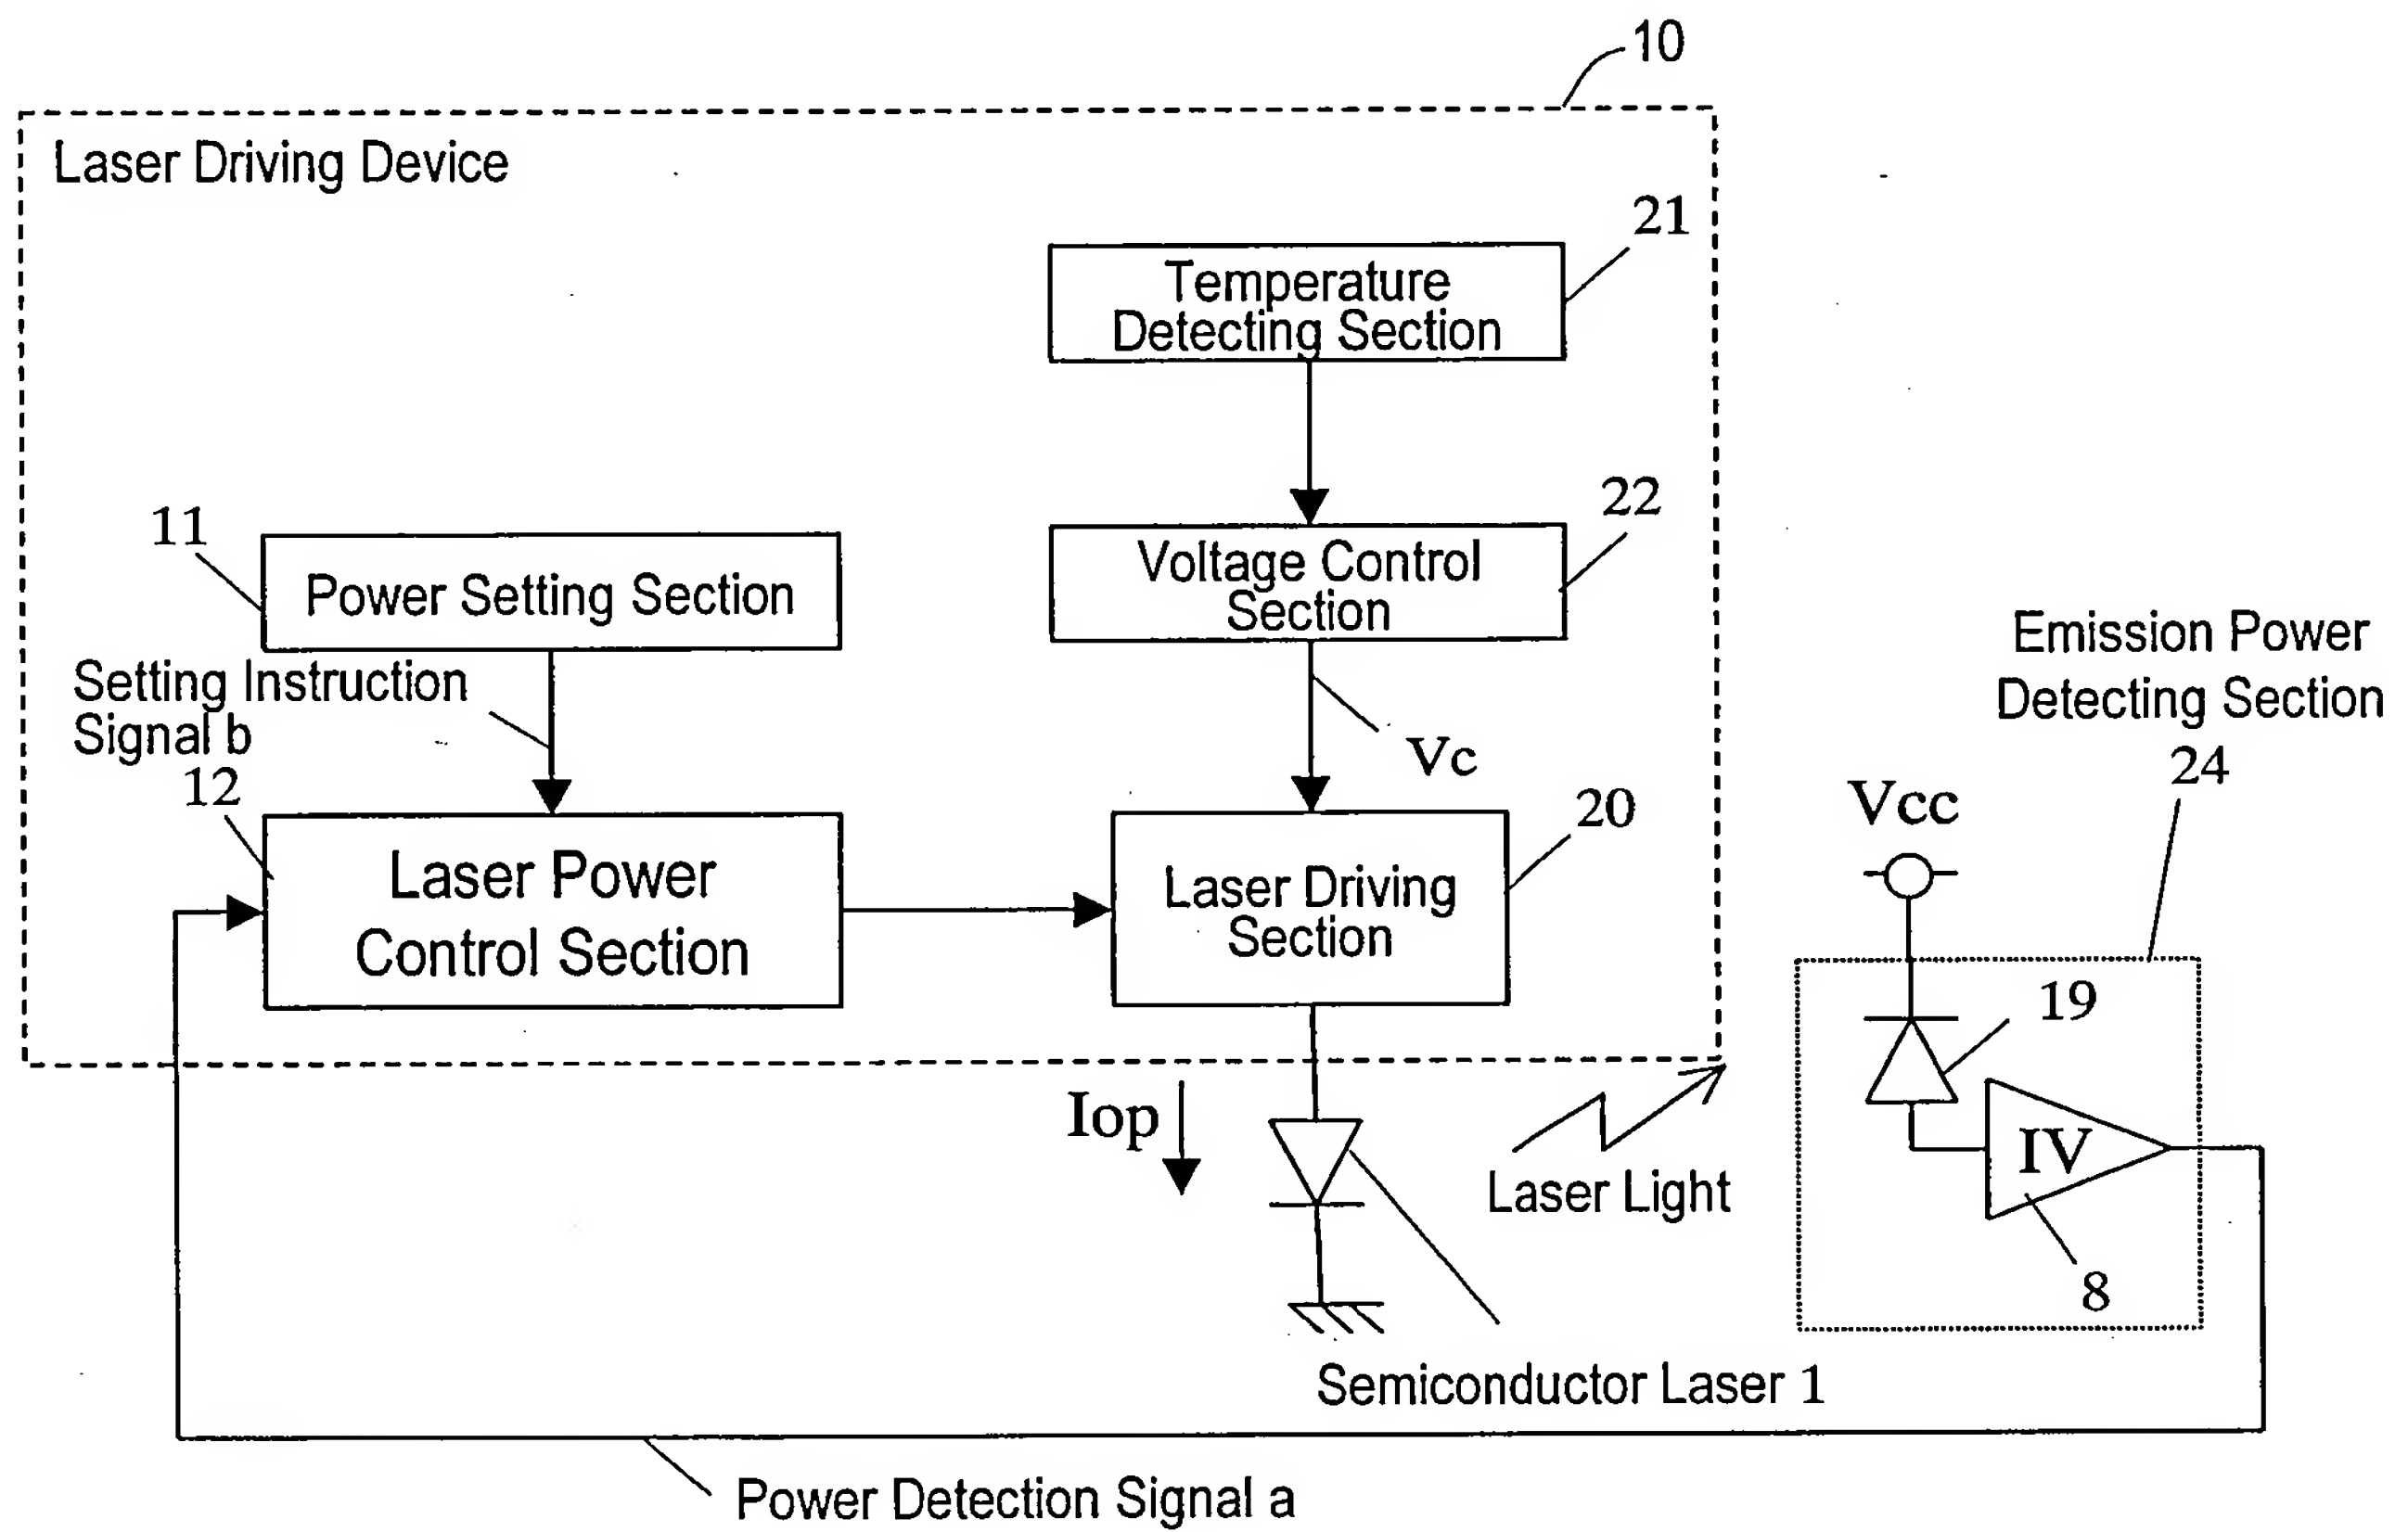 10
Laser Driving Device
21
Temperature
Detecting Section
11
Power Setting Section
22
Voltage Control
Section
Emission Power
Detecting Section
24
Setting Instruction
Signal b
12
Vc
Vcc
20
Laser Power
Control Section
Laser Driving
Section
19
Iop
IV
Laser Light
8
Semiconductor Laser 1
Power Detection Signal a